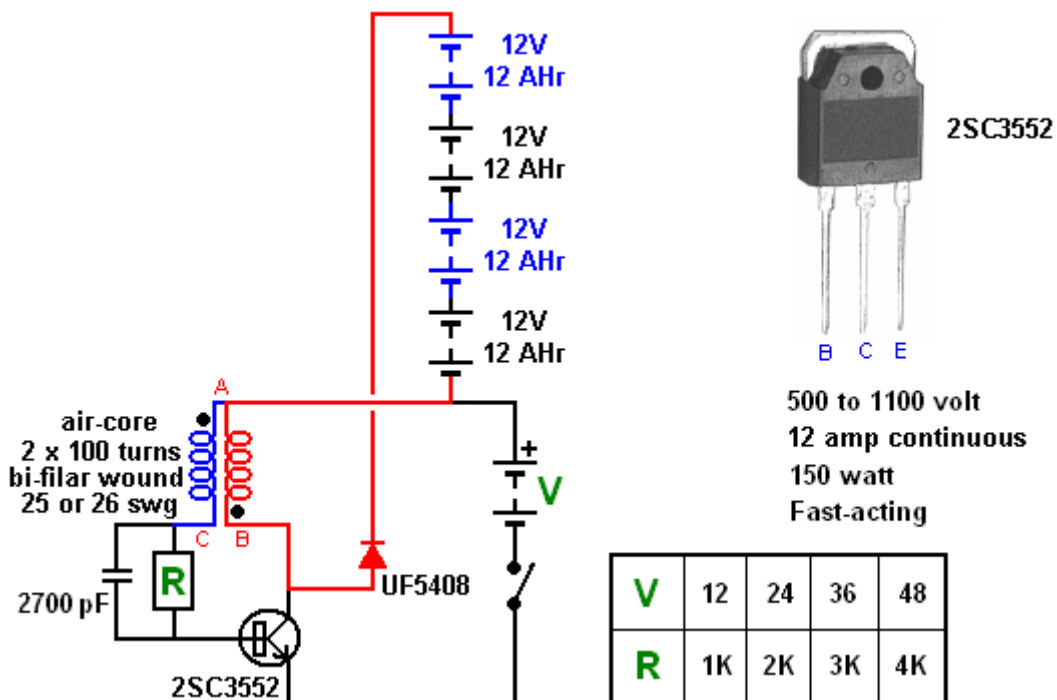 12V
12 AHr
12V
12 AHr
12V
12 AHr
12V
12 AHr
2SC3552
B C E
500 to 1100 volt
12 amp continuous
150 watt
Fast-acting
A
air-core
2 x 100 turns
bi-filar wound
25 or 26 swg
C B
+
V
R
2700 pF
UF5408
2SC3552
V 12 24 36 48
R 1K 2K 3K 4K